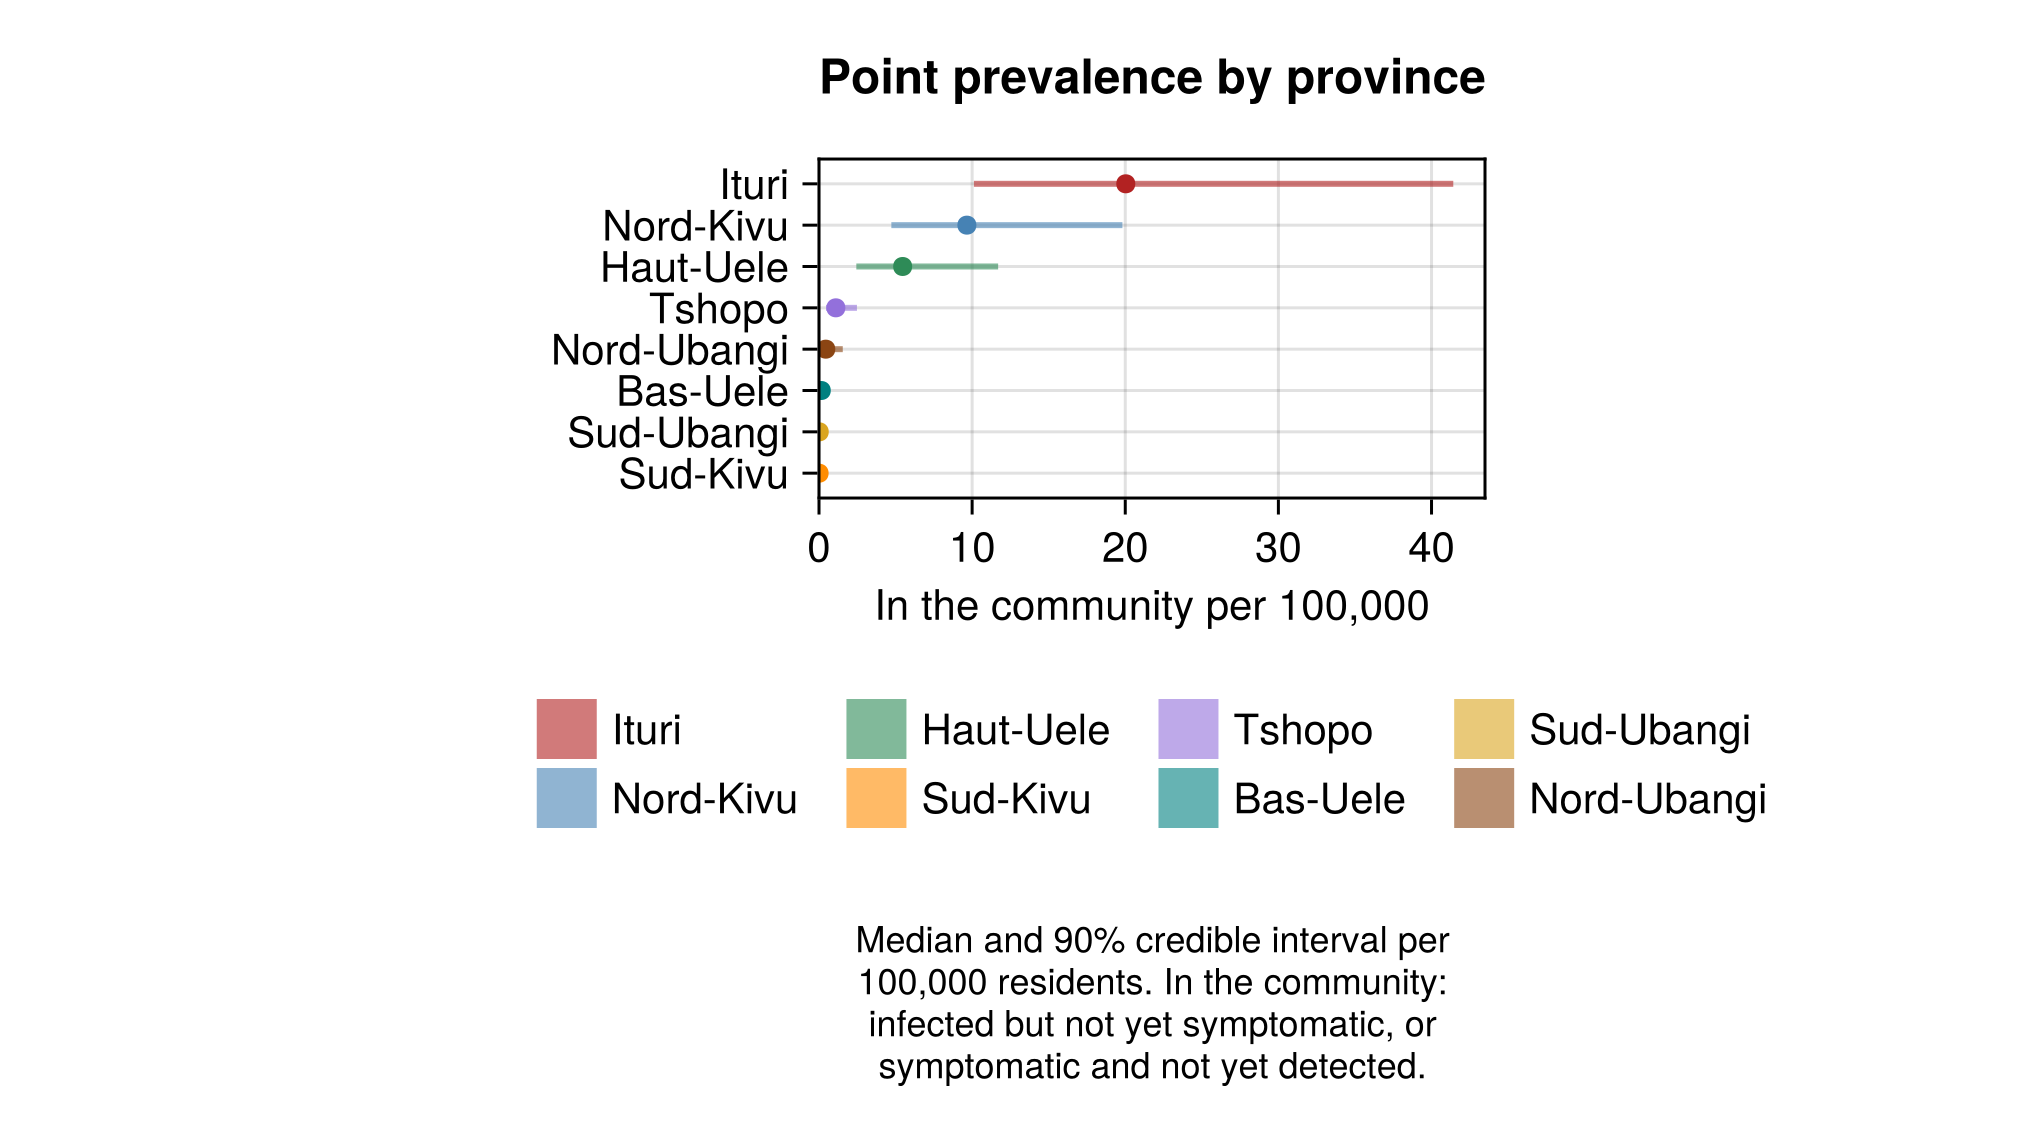 Point prevalence by province
Ituri
Nord-Kivu
Haut-Uele
Tshopo
Nord-Ubangi
Bas-Uele
Sud-Ubangi
Sud-Kivu
0 10 20 30 40
In the community per 100,000
Ituri Haut-Uele Tshopo Sud-Ubangi
Nord-Kivu Sud-Kivu Bas-Uele Nord-Ubangi
Median and 90% credible interval per
100,000 residents. In the community:
infected but not yet symptomatic, or
symptomatic and not yet detected.